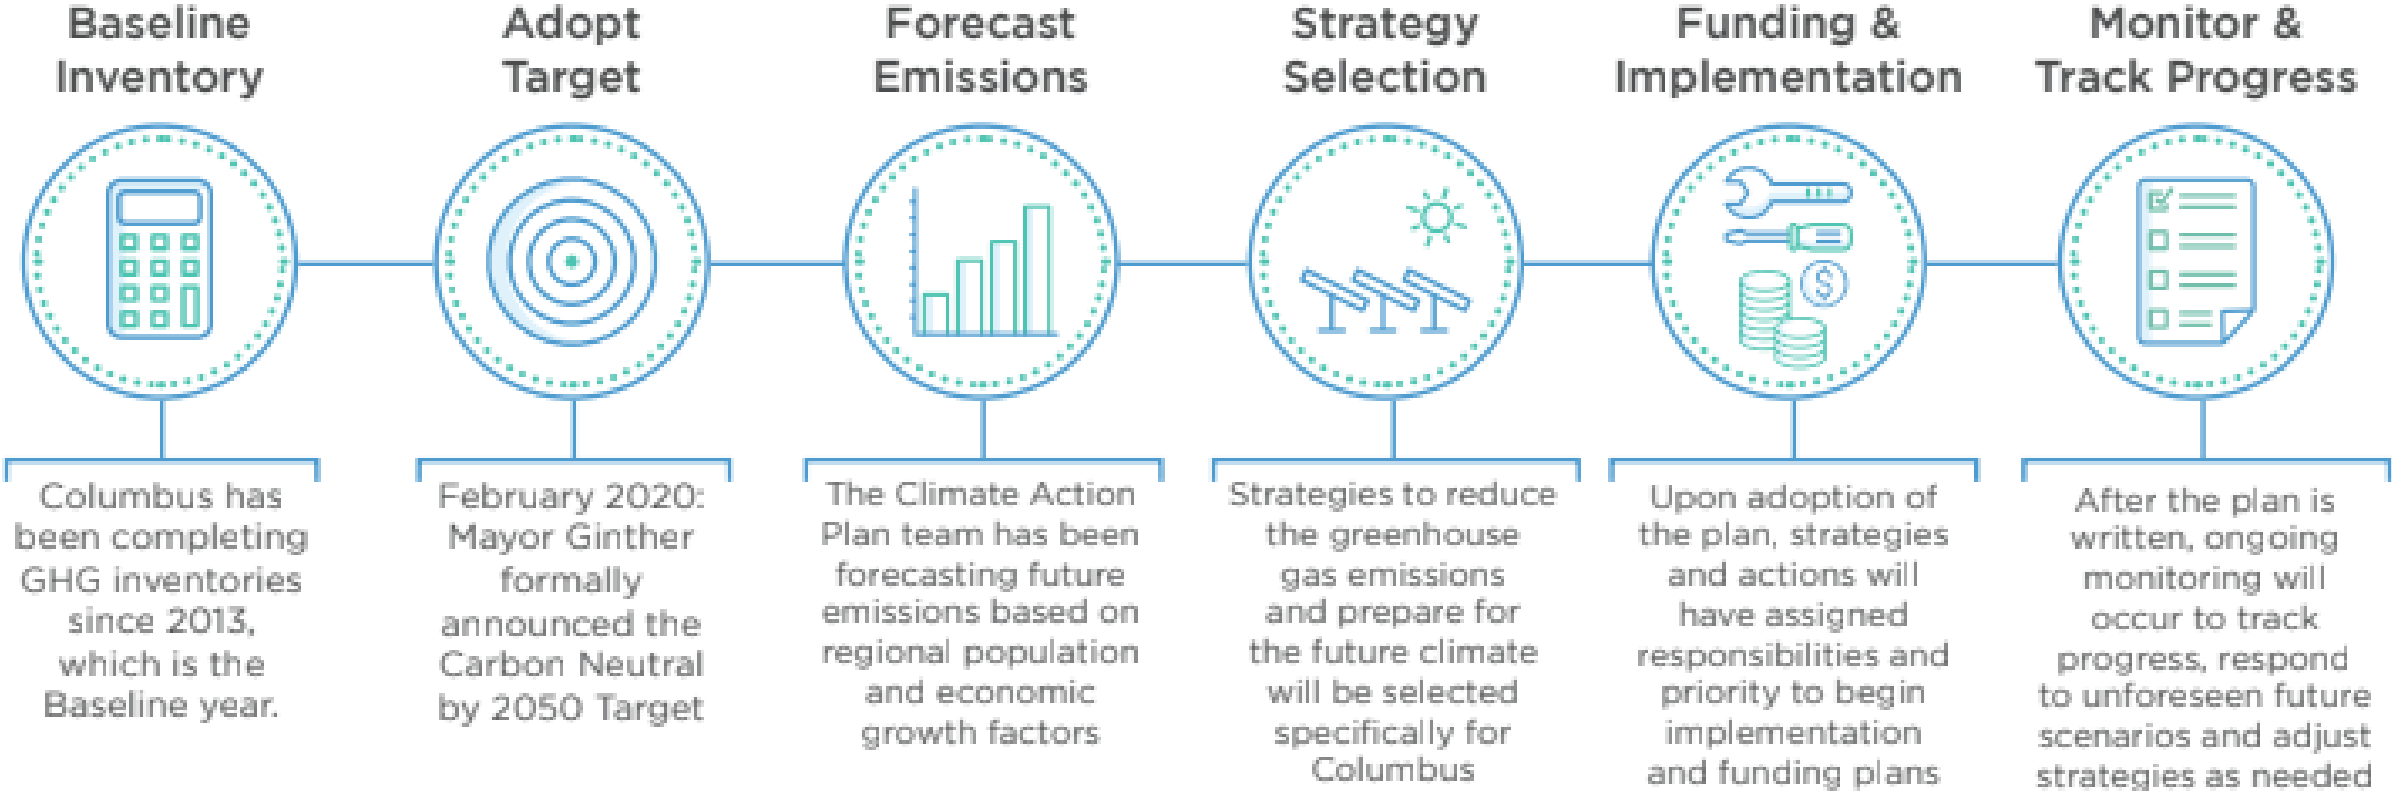 Baseline
Inventory
Columbus has
been completing
GHG inventories
since 2013,
which is the
Baseline year.
Adopt
Target
February 2020:
Mayor Ginther
formally
announced the
Carbon Neutral
by 2050 Target
Forecast
Emissions
The Climate Action
Plan team has been
forecasting future
emissions based on
regional population
and economic
growth factors
Strategy
Selection
Strategies to reduce
the greenhouse
gas emissions
and prepare for
the future climate
will be selected
specifically for
Columbus
Funding &
Implementation
$
Upon adoption of
the plan, strategies
and actions will
have assigned
responsibilities and
priority to begin
implementation
and funding plans
Monitor &
Track Progress
After the plan is
written, ongoing
monitoring will
occur to track
progress, respond
to unforeseen future
scenarios and adjust
strategies as needed